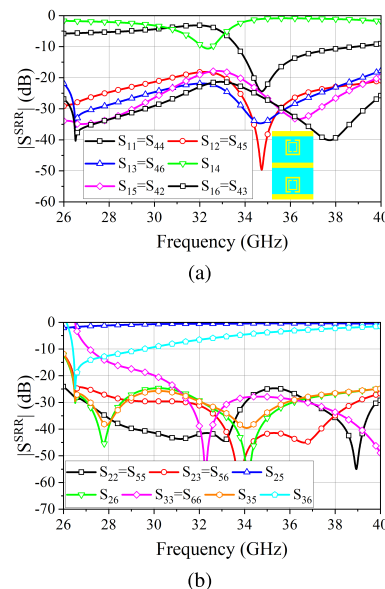 0
-10
-20
-30
-40
-50
-60
|S^SRR| (dB)
S₁₁=S₄₄ S₁₂=S₄₅
S₁₃=S₄₆ S₁₄
S₁₅=S₄₂ S₁₆=S₄₃
26 28 30 32 34 36 38 40
Frequency (GHz)
(a)
0
-10
-20
-30
-40
-50
-60
-70
|S^SRR| (dB)
S₂₂=S₅₅ S₂₃=S₅₆ S₂₅
S₂₆ S₃₃=S₆₆ S₃₅ S₃₆
26 28 30 32 34 36 38 40
Frequency (GHz)
(b)